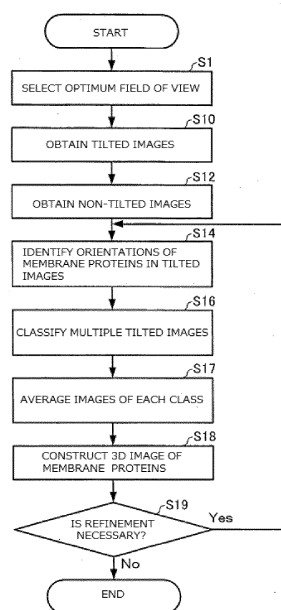 START
S1
SELECT OPTIMUM FIELD OF VIEW
S10
OBTAIN TILTED IMAGES
S12
OBTAIN NON-TILTED IMAGES
S14
IDENTIFY ORIENTATIONS OF
MEMBRANE PROTEINS IN TILTED
IMAGES
S16
CLASSIFY MULTIPLE TILTED IMAGES
S17
AVERAGE IMAGES OF EACH CLASS
S18
CONSTRUCT 3D IMAGE OF
MEMBRANE PROTEINS
S19
IS REFINEMENT
NECESSARY?
Yes
No
END